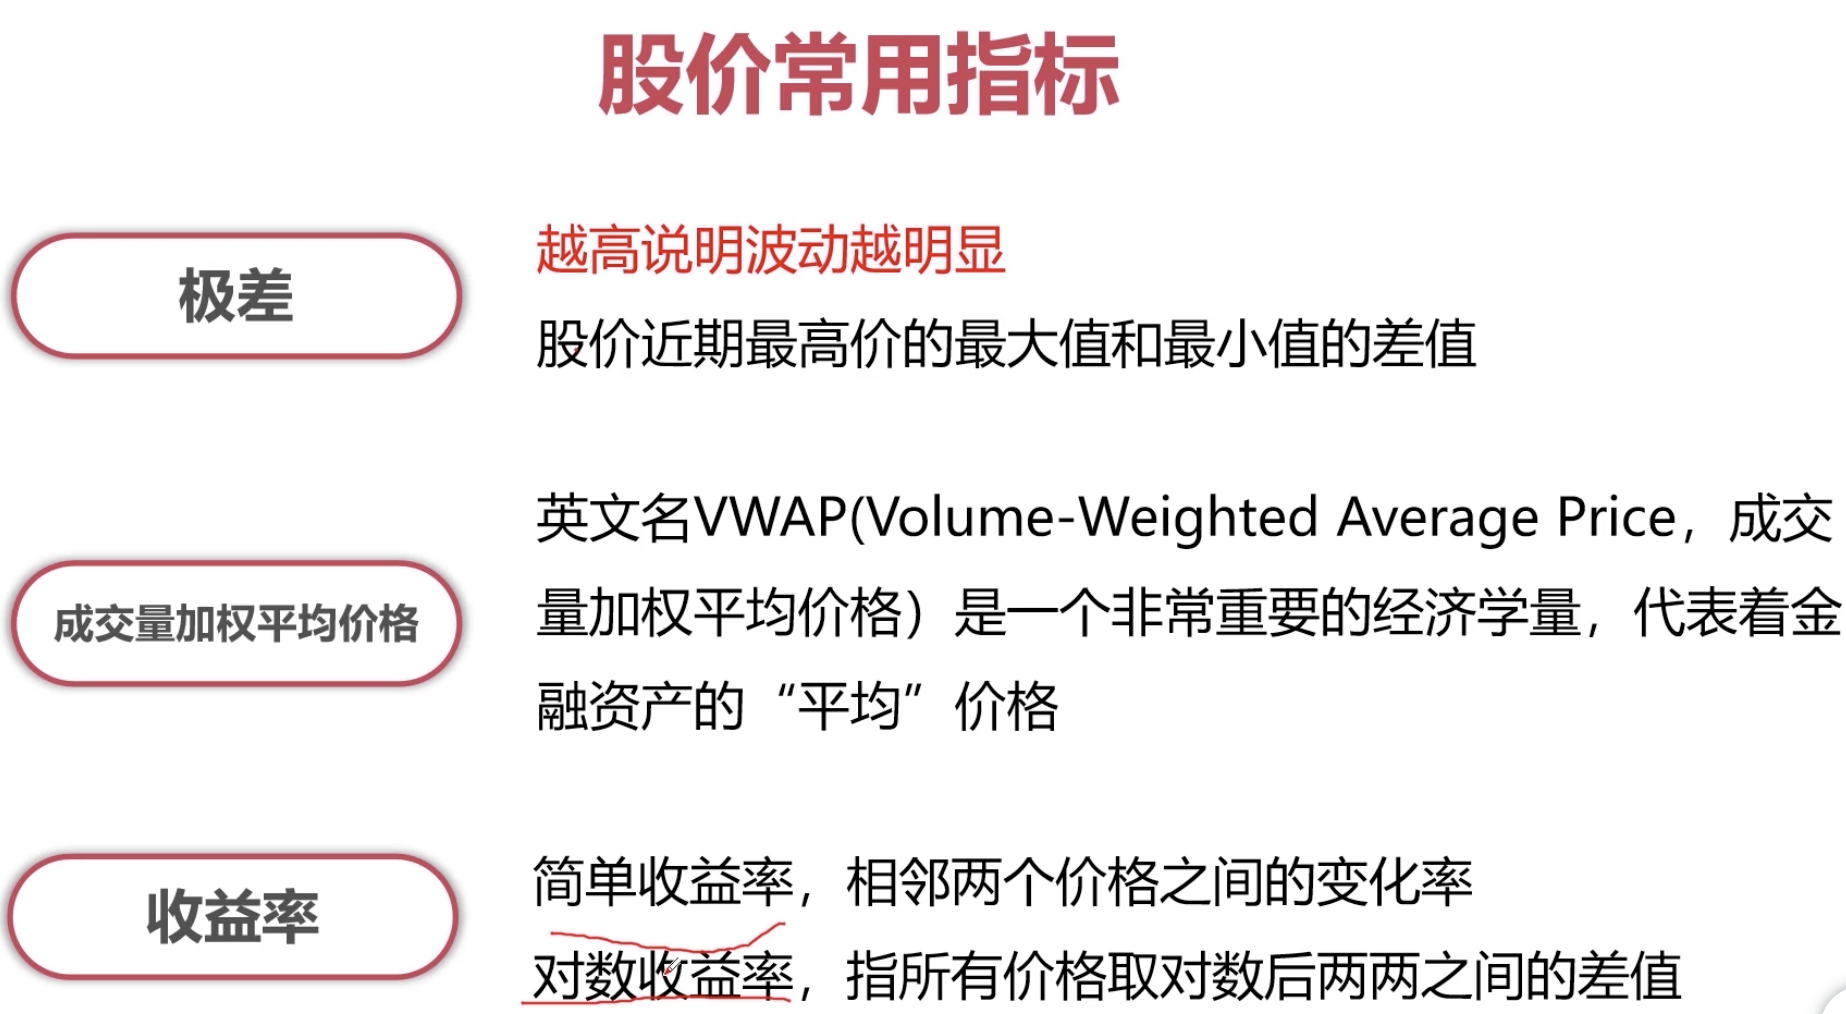 股价常用指标
极差
越高说明波动越明显
股价近期最高价的最大值和最小值的差值
成交量加权平均价格
英文名VWAP(Volume-Weighted Average Price，成交
量加权平均价格）是一个非常重要的经济学量，代表着金
融资产的“平均”价格
收益率
简单收益率，相邻两个价格之间的变化率
对数收益率，指所有价格取对数后两两之间的差值